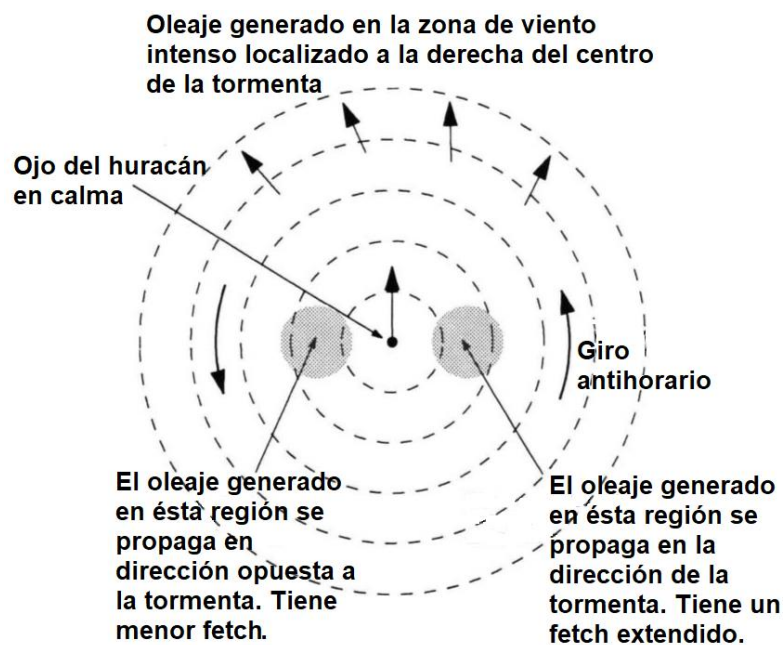 Oleaje generado en la zona de viento
intenso localizado a la derecha del centro
de la tormenta
Ojo del huracán
en calma
Giro
antihorario
El oleaje generado
en ésta región se
propaga en
dirección opuesta a
la tormenta. Tiene
menor fetch.
El oleaje generado
en ésta región se
propaga en la
dirección de la
tormenta. Tiene un
fetch extendido.